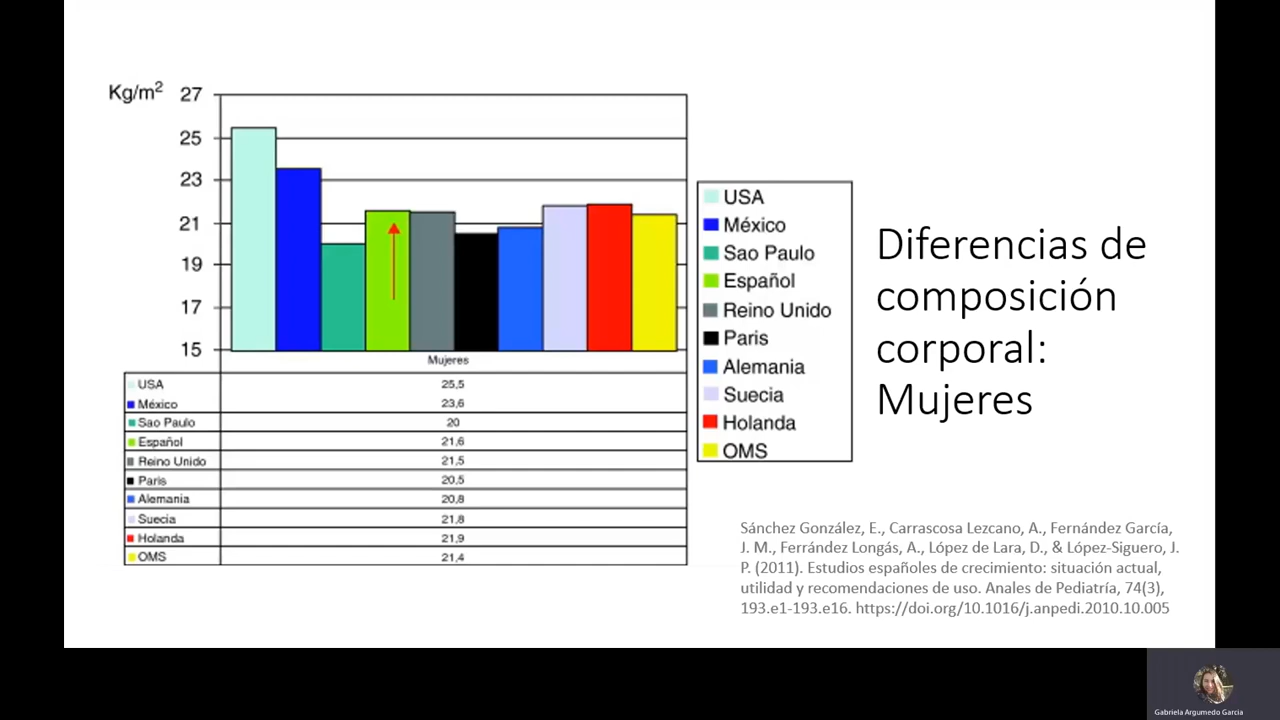 Kg/m²
27
25
23
21
19
17
15
Mujeres
USA 25,5
México 23,6
Sao Paulo 20
Español 21,6
Reino Unido 21,5
Paris 20,5
Alemania 20,8
Suecia 21,8
Holanda 21,9
OMS 21,4
USA
México
Sao Paulo
Español
Reino Unido
Paris
Alemania
Suecia
Holanda
OMS
Diferencias de
composición
corporal:
Mujeres
Sánchez González, E., Carrascosa Lezcano, A., Fernández García,
J. M., Ferrández Longás, A., López de Lara, D., & López-Siguero, J.
P. (2011). Estudios españoles de crecimiento: situación actual,
utilidad y recomendaciones de uso. Anales de Pediatría, 74(3),
193.e1-193.e16. https://doi.org/10.1016/j.anpedi.2010.10.005
Gabriela Argumedo Garcia